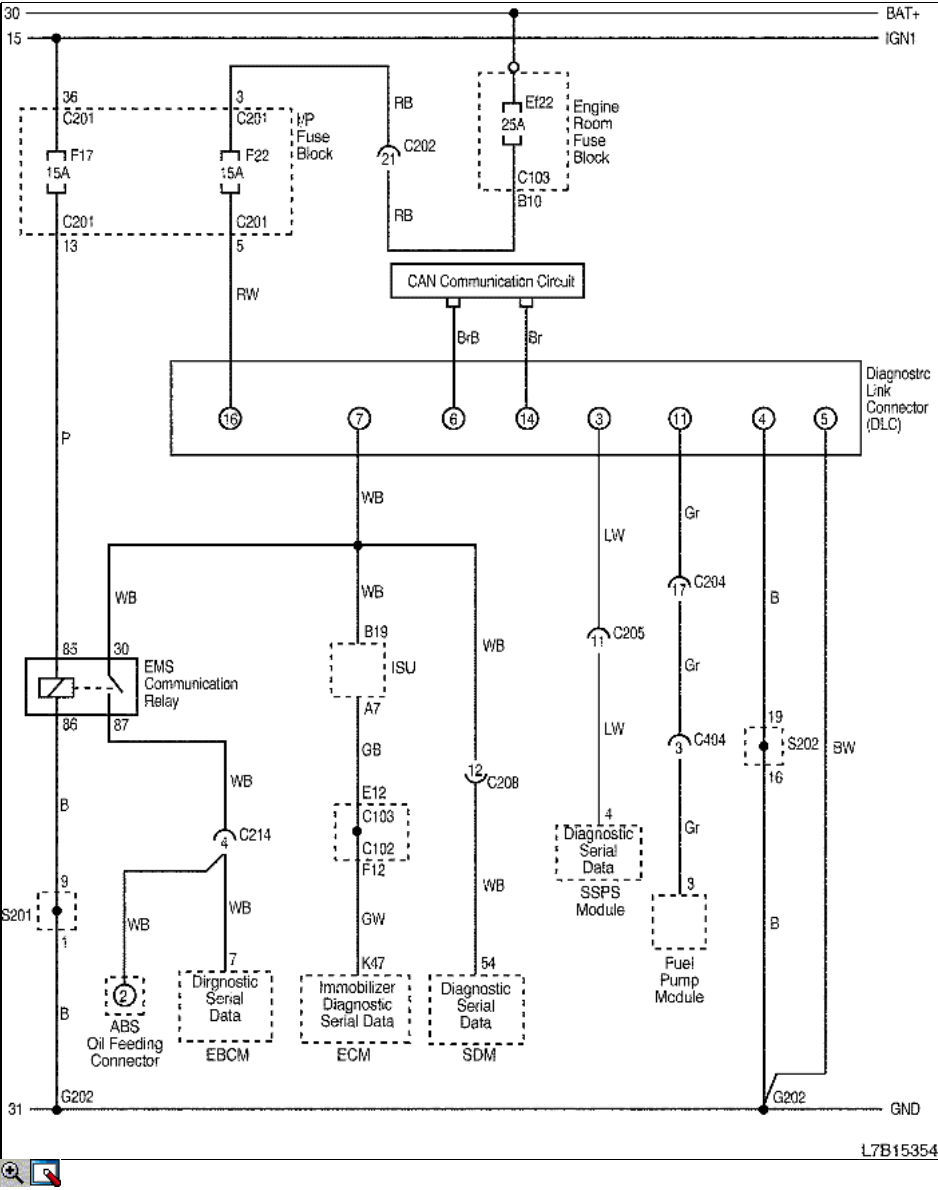 30 BAT+
15 IGN1
36 3
C201 C201 I/P
Fuse
Block
RB
C202
21
Ef22
25A
Engine
Room
Fuse
Block
F17 F22
15A 15A
C103
B10
C201 C201
13 5
RB
RW
CAN Communication Circuit
BrB Br
Diagnostrc
Link
Connector
(DLC)
16 7 6 14 3 11 4 5
P
WB
Gr
LW
WB WB
17 C204
B
B19
11 C205
WB
85 30
EMS
Communication
Relay
ISU
Gr
86 87
A7
LW
19
S202
16
BW
GB
3 C404
WB
12
C208
B
E12
C103
C102
F12
4
Diagnostic
Serial
Data
SSPS
Module
Gr
4 C214
9
S201
1
WB
WB
WB
GW
3
Fuel
Pump
Module
B
7
Dirgnostic
Serial
Data
EBCM
K47
Immobilizer
Diagnostic
Serial Data
ECM
54
Diagnostic
Serial
Data
SDM
2
ABS
Oil Feeding
Connector
B
G202 G202
31 GND
L7B15354